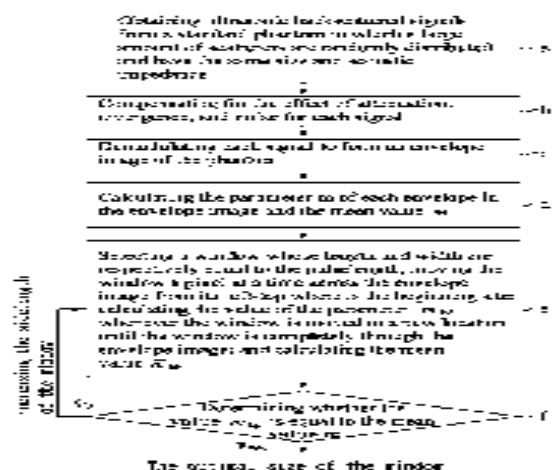 Obtaining ultrasonic backscattered signals
from a standard phantom in which a large
amount of scatterers are randomly distributed
and have the same size and acoustic
impedance
Compensating for the effect of attenuation,
and noise for each signal
Demodulating each signal to form an envelope
image of the phantom
Calculating the parameter m of each envelope in
the envelope image and the mean value
Selecting a window whose length and width are
respectively equal to the pulse length, moving the
window a pixel at a time across the envelope
image from its where is the beginning,
calculating the value of the parameter
whenever the window is moved to a new location
until the window is completely through the
envelope image; and calculating the mean
value
Increasing the sidelength
of the window
No
Determining whether the
value is equal to the mean
value
Yes
The optimal size of the window